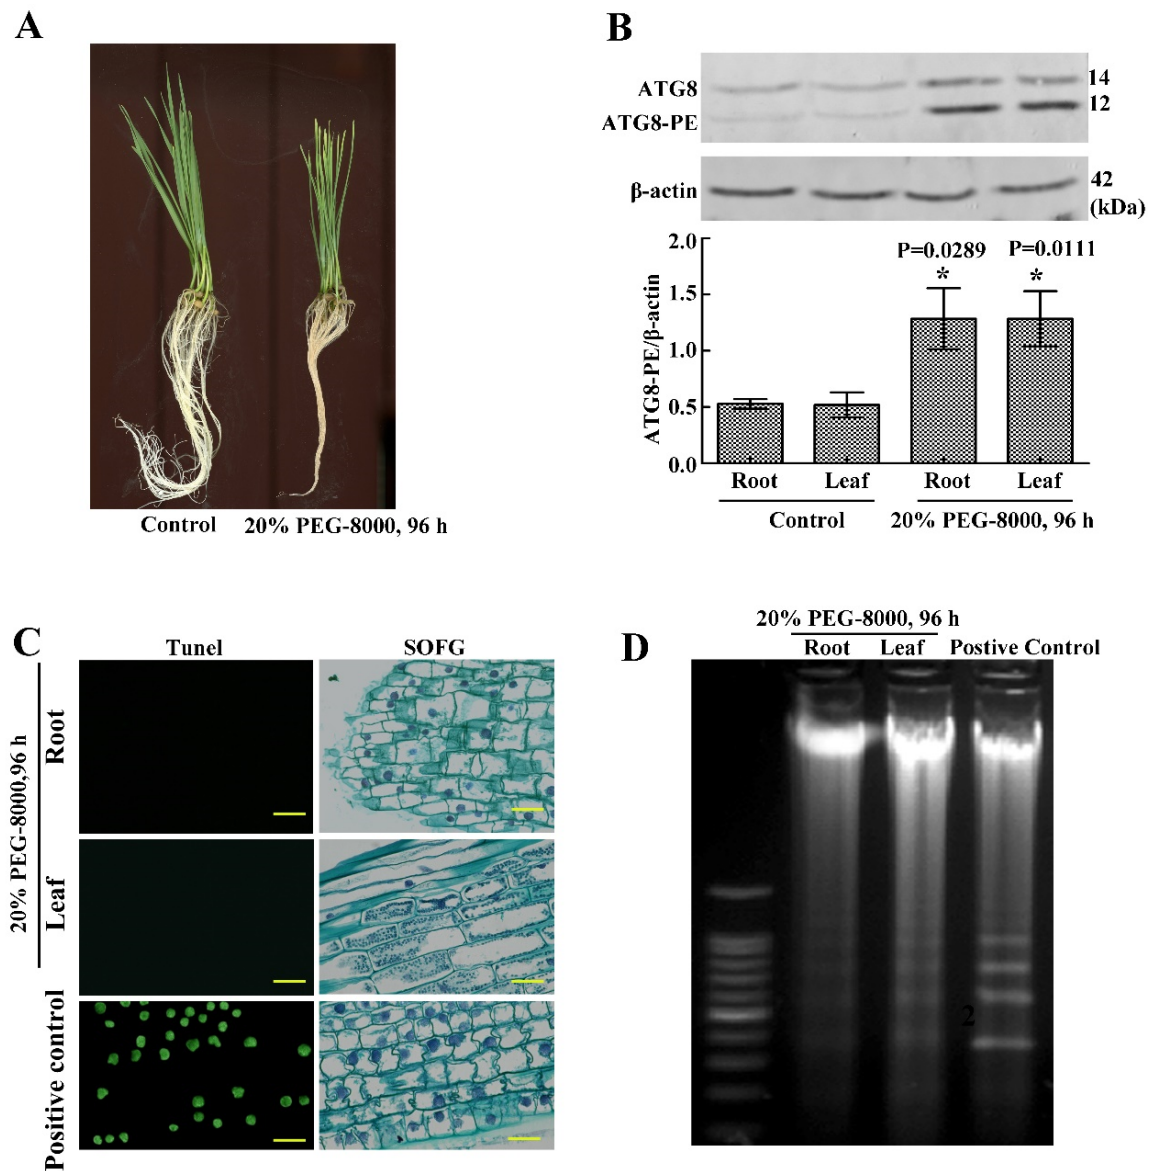 A
Control
20% PEG-8000, 96 h
B
ATG8
ATG8-PE
14
12
β-actin
42
(kDa)
ATG8-PE/β-actin
2.0
1.5
1.0
0.5
0.0
P=0.0289
*
P=0.0111
*
Root
Leaf
Root
Leaf
Control
20% PEG-8000, 96 h
C
Tunel
SOFG
20% PEG-8000,96 h
Root
Leaf
Positive control
D
20% PEG-8000, 96 h
Root
Leaf
Postive Control
2